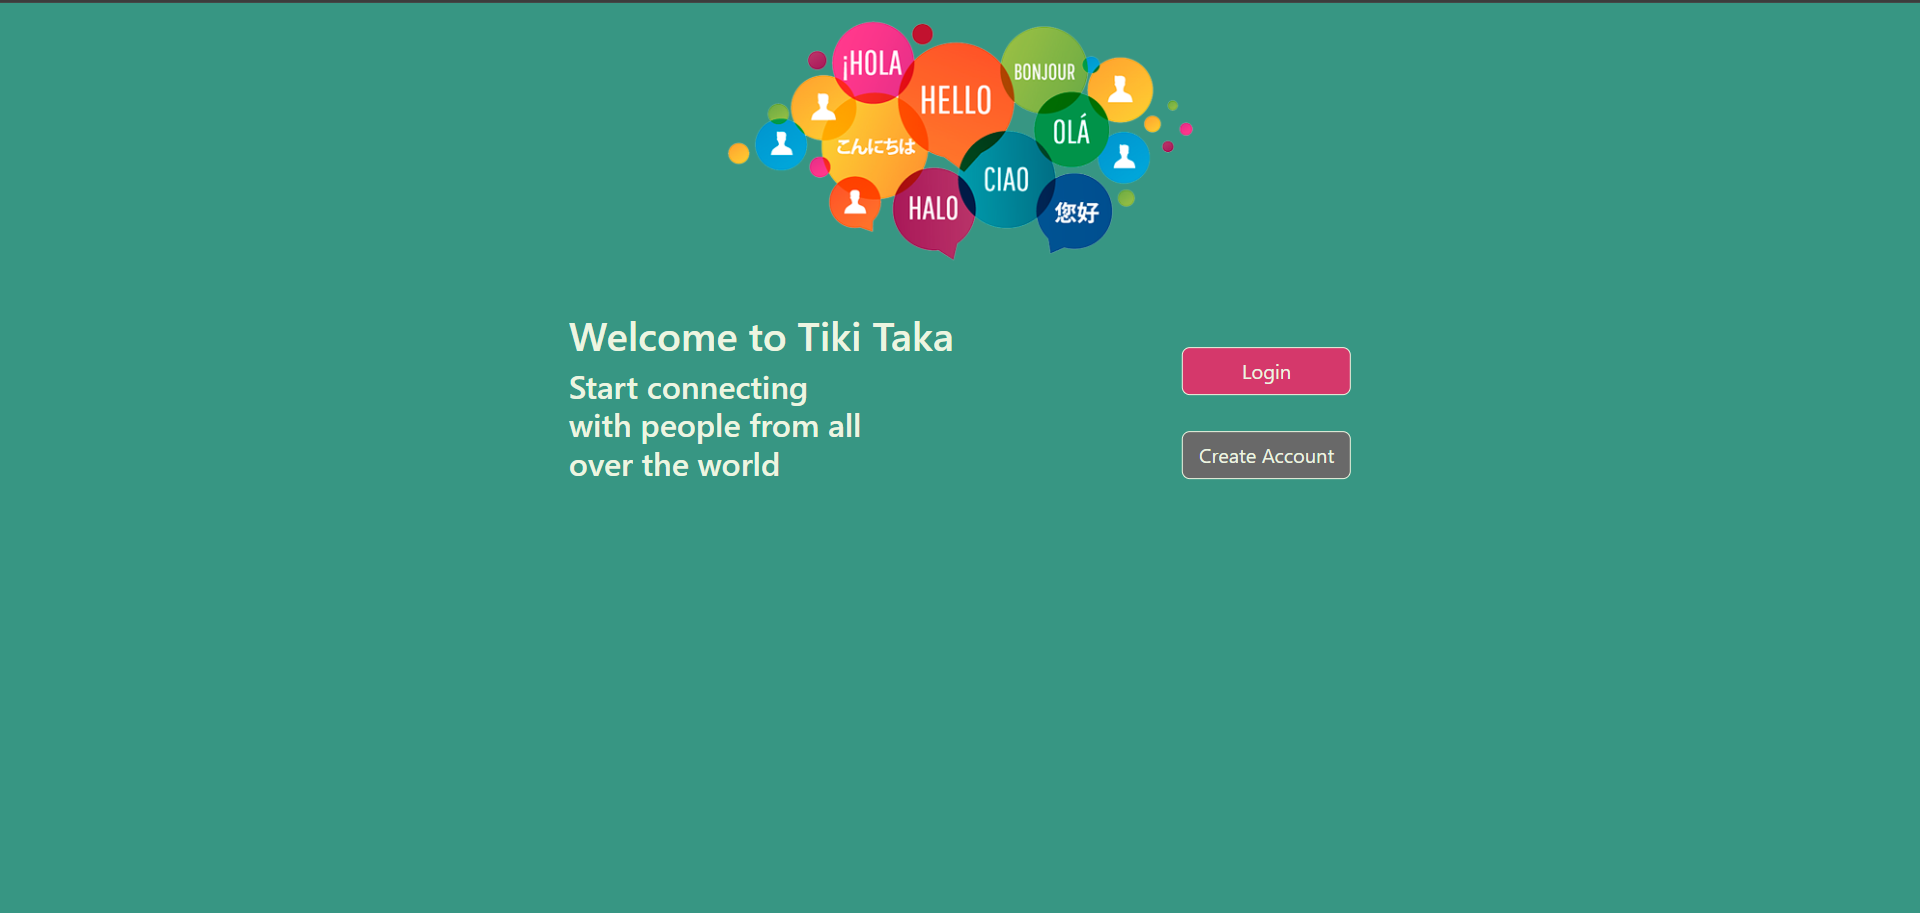 ¡HOLA
HELLO
BONJOUR
OLÁ
こんにちは
CIAO
HALO
您好
Welcome to Tiki Taka
Start connecting
with people from all
over the world
Login
Create Account